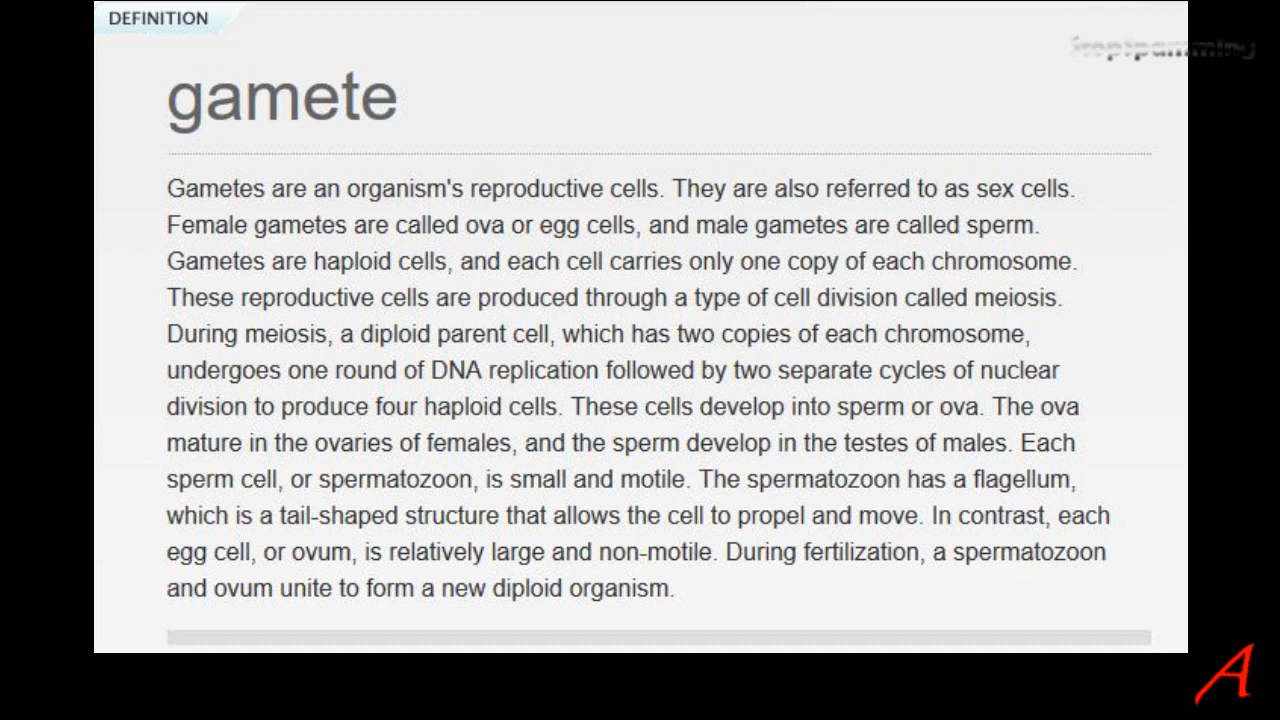 DEFINITION
gamete
Gametes are an organism's reproductive cells. They are also referred to as sex cells.
Female gametes are called ova or egg cells, and male gametes are called sperm.
Gametes are haploid cells, and each cell carries only one copy of each chromosome.
These reproductive cells are produced through a type of cell division called meiosis.
During meiosis, a diploid parent cell, which has two copies of each chromosome,
undergoes one round of DNA replication followed by two separate cycles of nuclear
division to produce four haploid cells. These cells develop into sperm or ova. The ova
mature in the ovaries of females, and the sperm develop in the testes of males. Each
sperm cell, or spermatozoon, is small and motile. The spermatozoon has a flagellum,
which is a tail-shaped structure that allows the cell to propel and move. In contrast, each
egg cell, or ovum, is relatively large and non-motile. During fertilization, a spermatozoon
and ovum unite to form a new diploid organism.
A